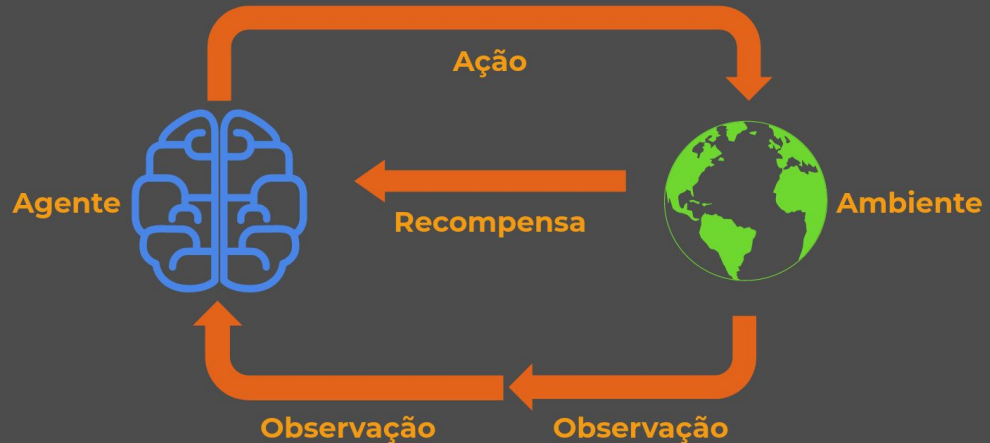 Ação
Agente
Recompensa
Ambiente
Observação
Observação